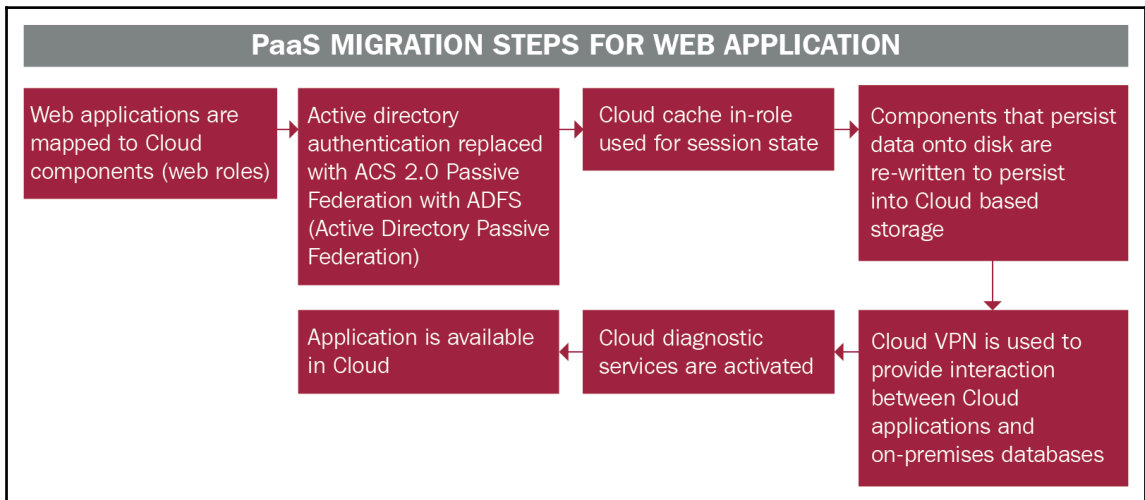 PaaS MIGRATION STEPS FOR WEB APPLICATION
Web applications are
mapped to Cloud
components (web roles)
Active directory
authentication replaced
with ACS 2.0 Passive
Federation with ADFS
(Active Directory Passive
Federation)
Cloud cache in-role
used for session state
Components that persist
data onto disk are
re-written to persist
into Cloud based
storage
Cloud VPN is used to
provide interaction
between Cloud
applications and
on-premises databases
Cloud diagnostic
services are activated
Application is available
in Cloud